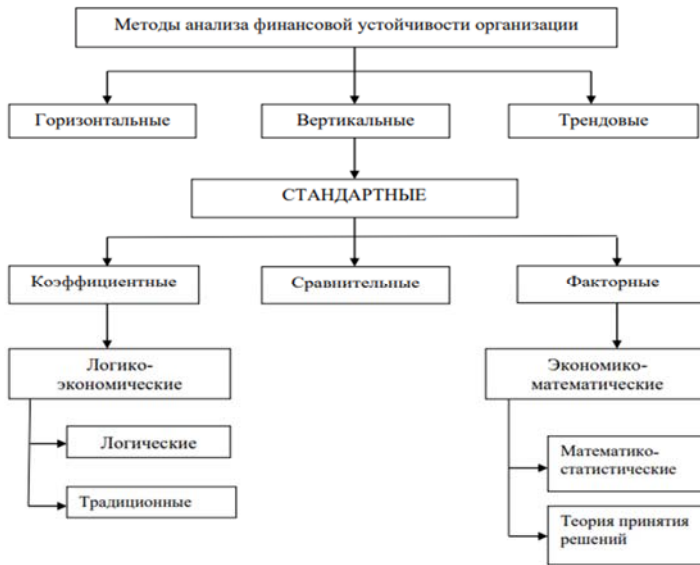 Методы анализа финансовой устойчивости организации
Горизонтальные
Вертикальные
Трендовые
СТАНДАРТНЫЕ
Коэффициентные
Сравнительные
Факторные
Логико-
экономические
Экономико-
математические
Логические
Традиционные
Математико-
статистические
Теория принятия
решений